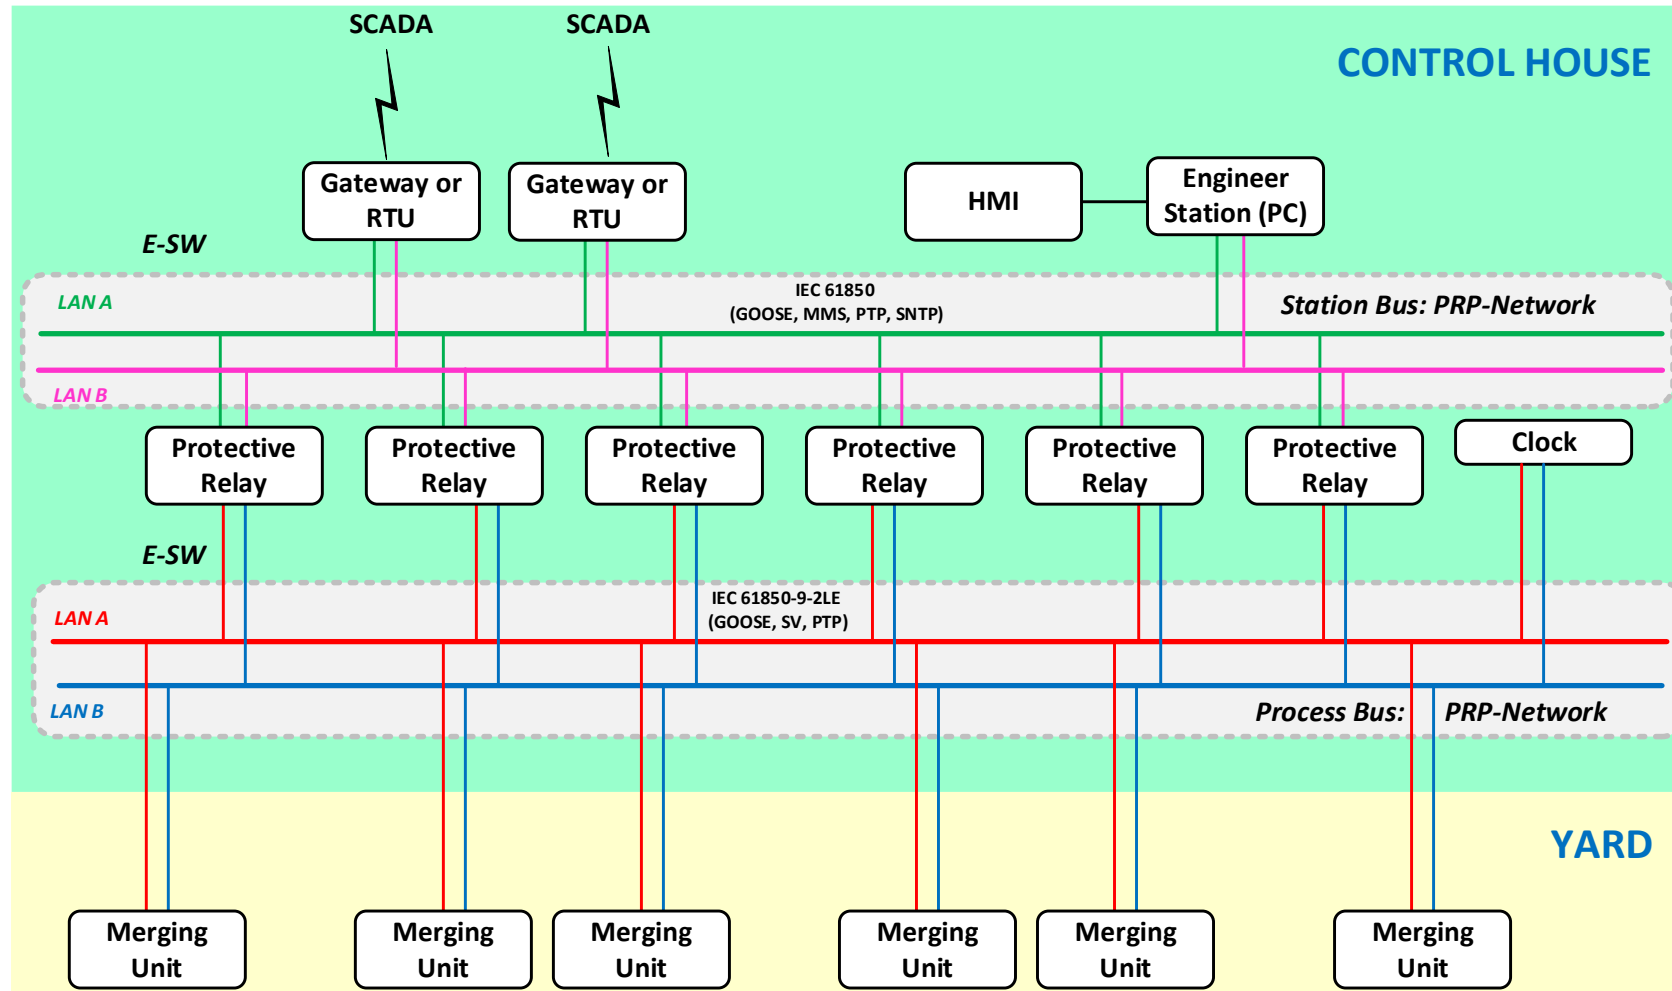 SCADA
SCADA
CONTROL HOUSE
Gateway or
RTU
Gateway or
RTU
HMI
Engineer
Station (PC)
E-SW
LAN A
IEC 61850
(GOOSE, MMS, PTP, SNTP)
Station Bus: PRP-Network
LAN B
Protective
Relay
Protective
Relay
Protective
Relay
Protective
Relay
Protective
Relay
Protective
Relay
Clock
E-SW
LAN A
IEC 61850-9-2LE
(GOOSE, SV, PTP)
LAN B
Process Bus: PRP-Network
YARD
Merging
Unit
Merging
Unit
Merging
Unit
Merging
Unit
Merging
Unit
Merging
Unit